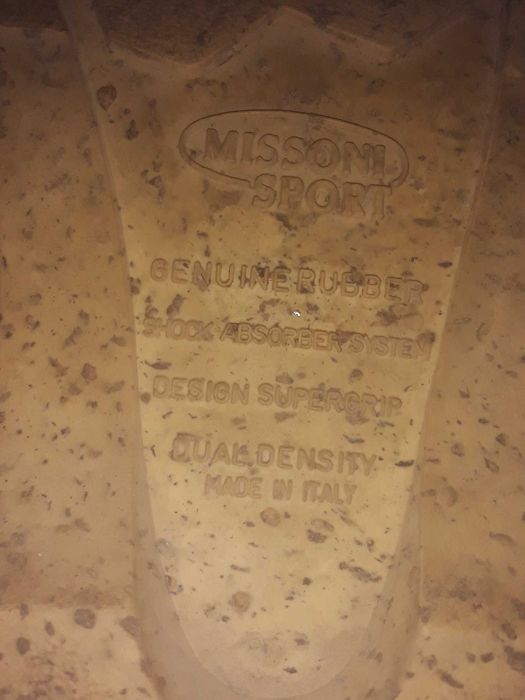 MISSONI
SPORT
GENUINE RUBBER
SHOCK ABSORBER SYSTEM
DESIGN SUPERGRIP
DUAL DENSITY
MADE IN ITALY